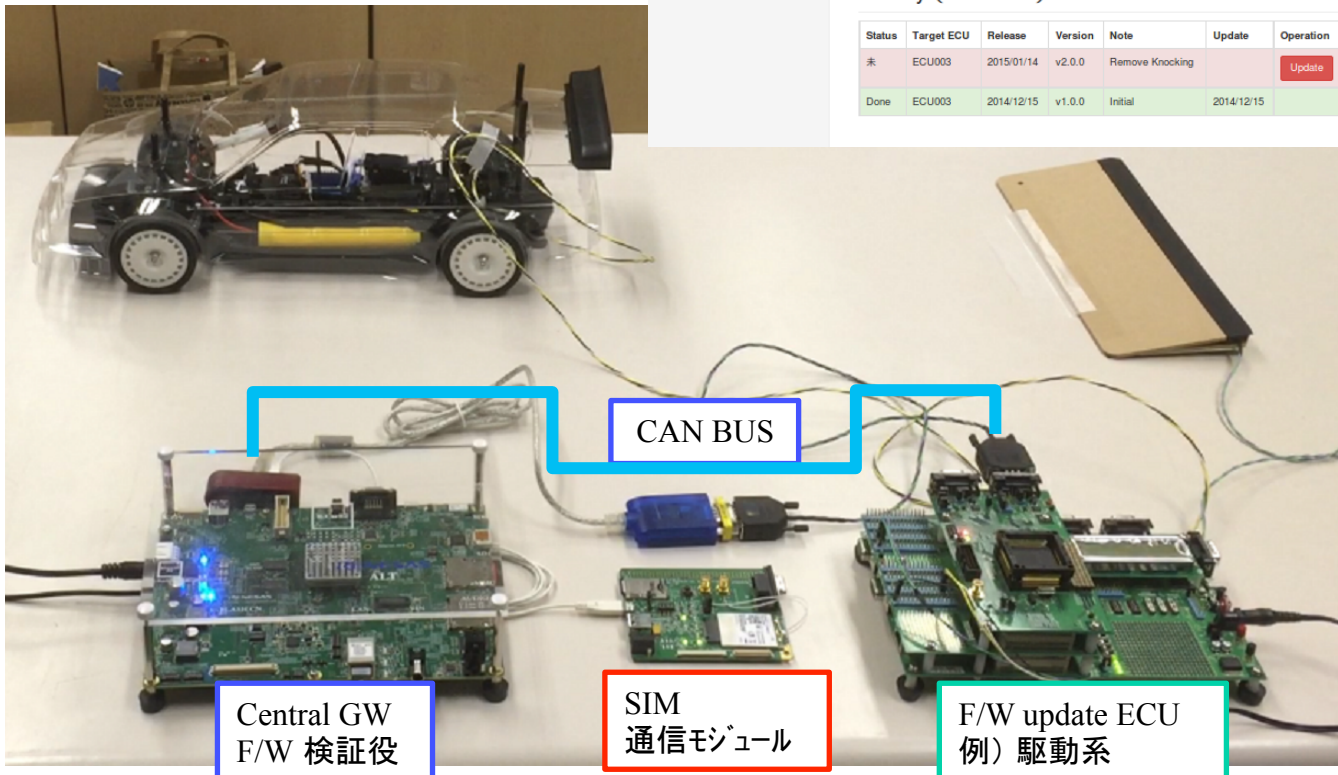 Status Target ECU Release Version Note Update Operation
未 ECU003 2015/01/14 v2.0.0 Remove Knocking Update
Done ECU003 2014/12/15 v1.0.0 Initial 2014/12/15
CAN BUS
ALT
Central GW
F/W 検証役
SIM
通信モジュール
F/W update ECU
例）駆動系